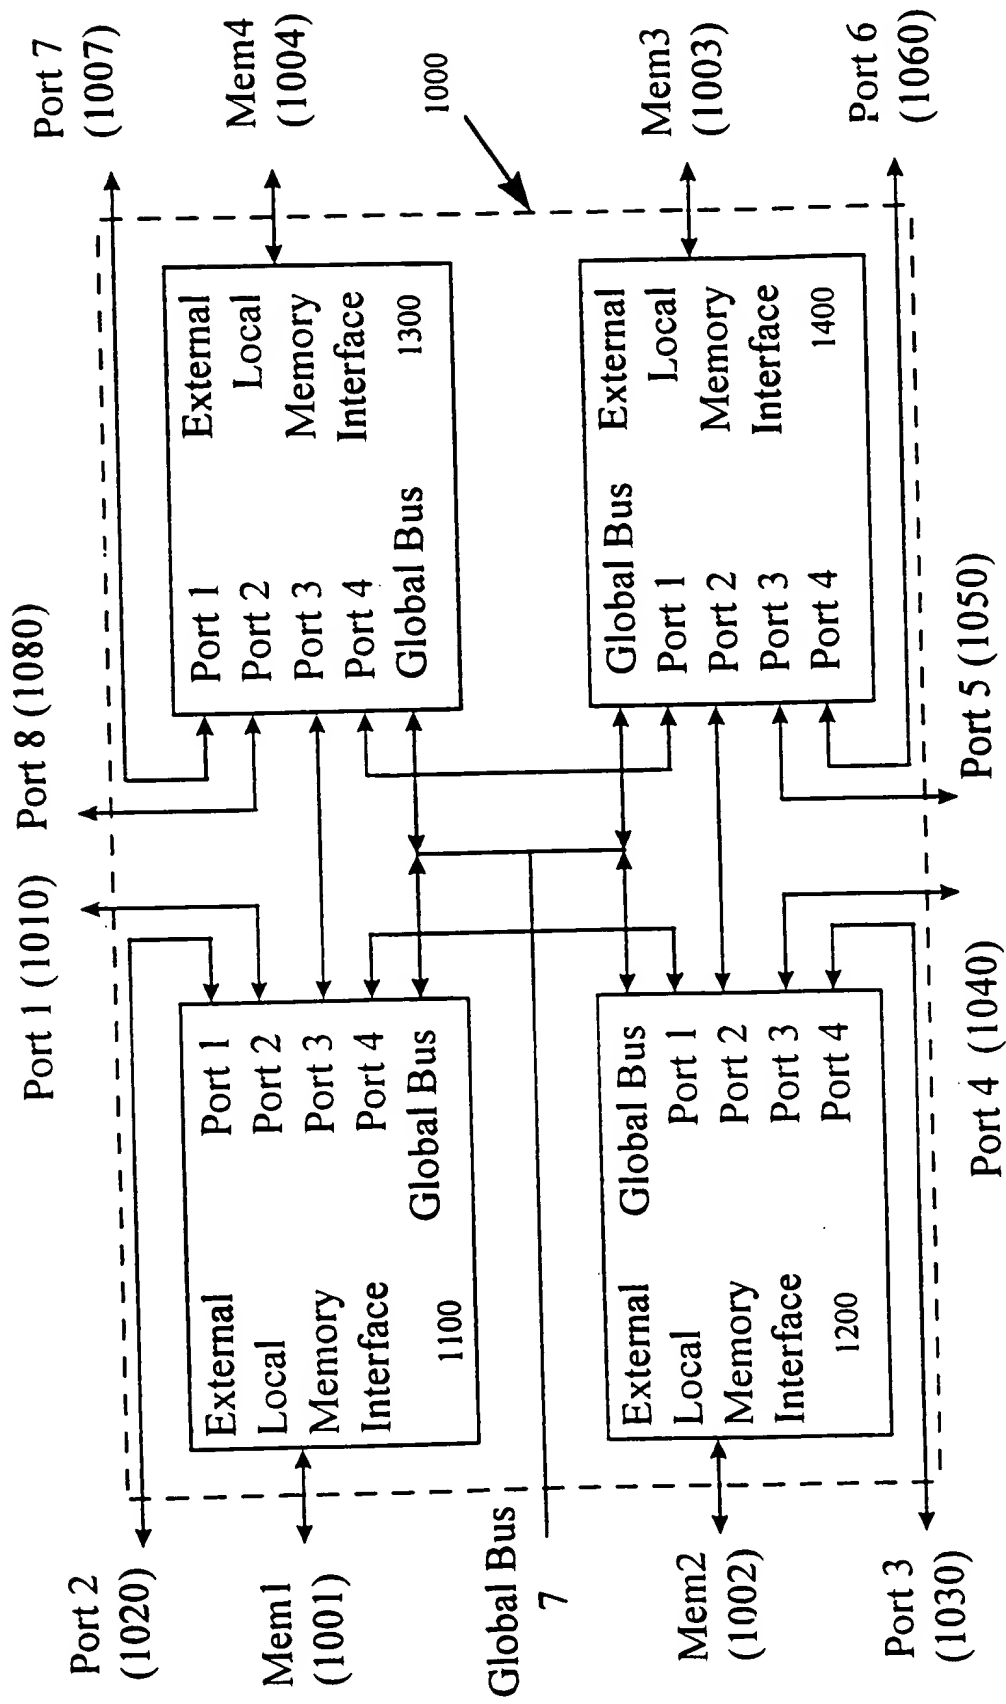 Port 1 (1010)
Port 8 (1080)
Port 2
(1020)
Port 7
(1007)
External
Local
Memory
Interface
1100
Port 1
Port 2
Port 3
Port 4
Global Bus
Port 1
Port 2
Port 3
Port 4
Global Bus
External
Local
Memory
Interface
1300
Mem1
(1001)
Mem4
(1004)
Global Bus
7
1000
External
Local
Memory
Interface
1200
Global Bus
Port 1
Port 2
Port 3
Port 4
Global Bus
Port 1
Port 2
Port 3
Port 4
External
Local
Memory
Interface
1400
Mem2
(1002)
Mem3
(1003)
Port 3
(1030)
Port 6
(1060)
Port 4 (1040)
Port 5 (1050)